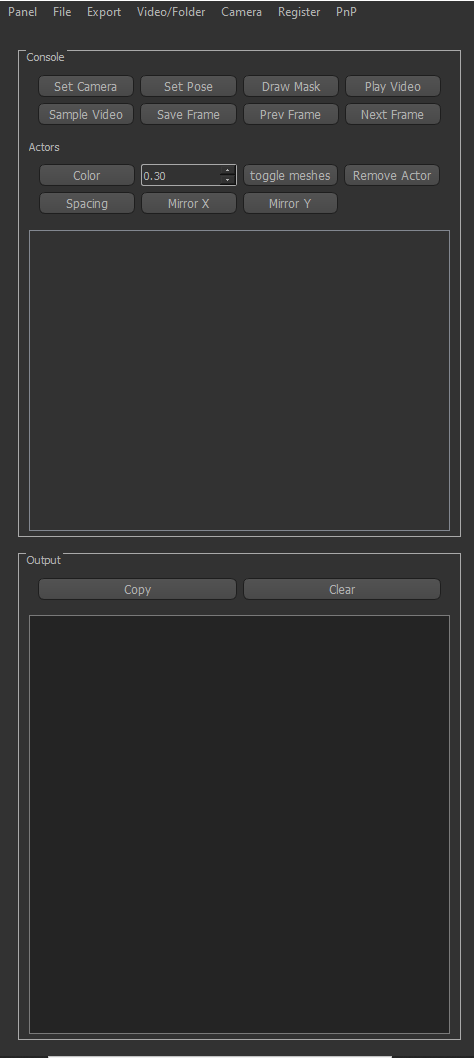 Panel File Export Video/Folder Camera Register PnP
Console
Set Camera Set Pose Draw Mask Play Video
Sample Video Save Frame Prev Frame Next Frame
Actors
Color 0.30 toggle meshes Remove Actor
Spacing Mirror X Mirror Y
Output
Copy Clear